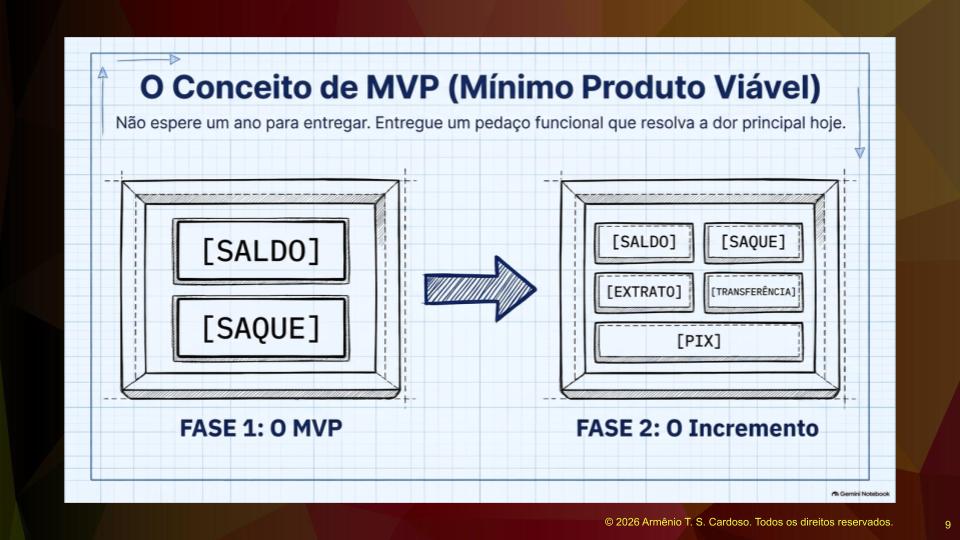 O Conceito de MVP (Mínimo Produto Viável)
Não espere um ano para entregar. Entregue um pedaço funcional que resolva a dor principal hoje.
[SALDO]
[SAQUE]
FASE 1: O MVP
[SALDO] [SAQUE]
[EXTRATO] [TRANSFERÊNCIA]
[PIX]
FASE 2: O Incremento
Gemini Notebook
© 2026 Armênio T. S. Cardoso. Todos os direitos reservados.
9